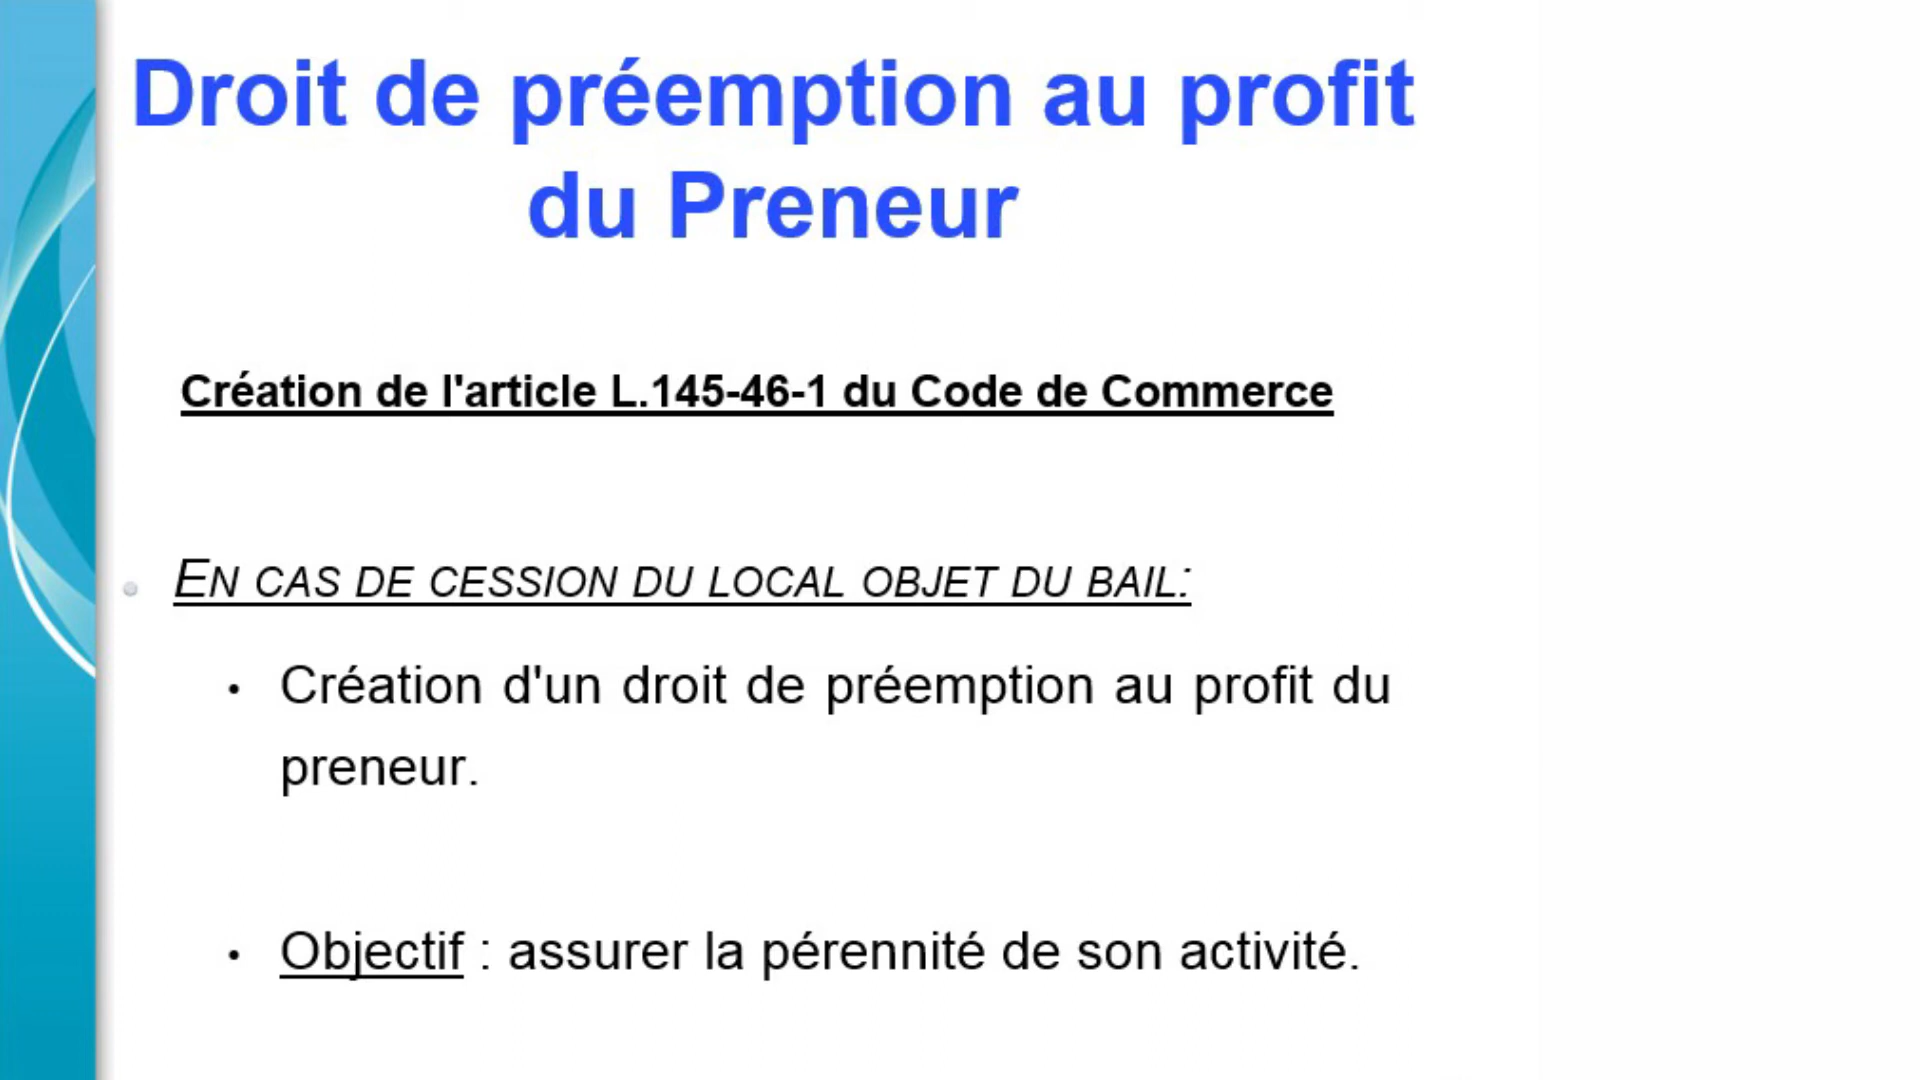 Droit de préemption au profit
du Preneur
Création de l'article L.145-46-1 du Code de Commerce
EN CAS DE CESSION DU LOCAL OBJET DU BAIL:
• Création d'un droit de préemption au profit du
preneur.
• Objectif : assurer la pérennité de son activité.